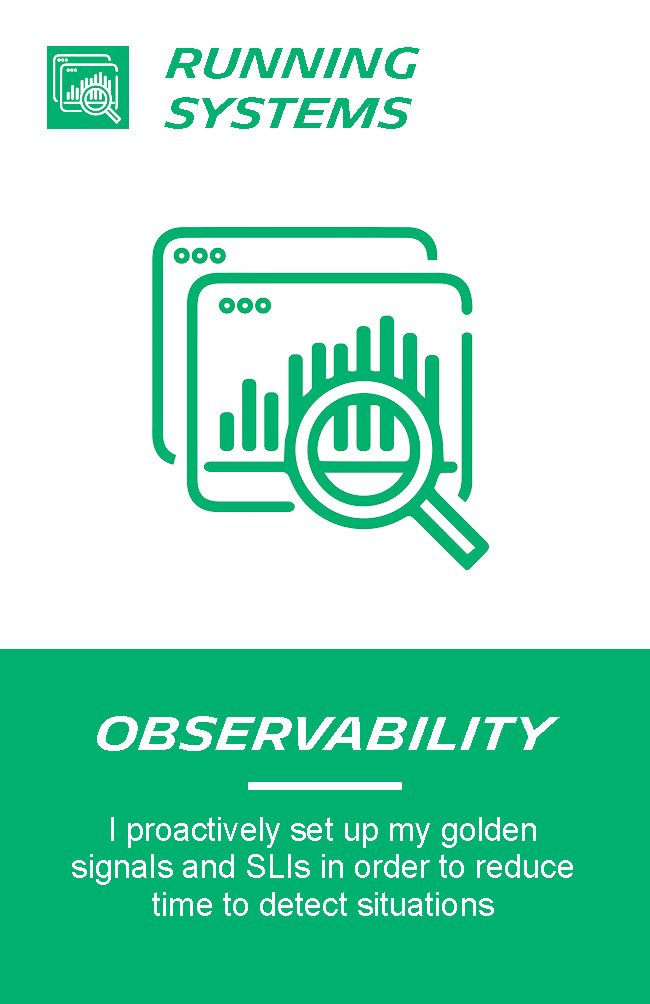 RUNNING
SYSTEMS
OBSERVABILITY
I proactively set up my golden
signals and SLIs in order to reduce
time to detect situations